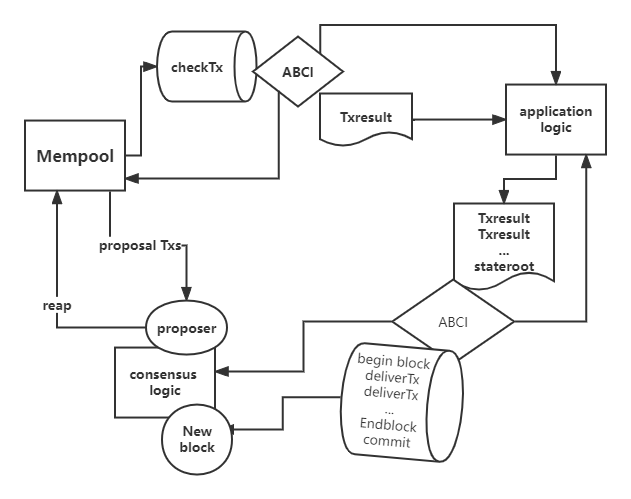 checkTx
ABCI
Txresult
application
logic
Mempool
Txresult
Txresult
...
stateroot
proposal Txs
reap
proposer
ABCI
consensus
logic
begin block
deliverTx
deliverTx
...
Endblock
commit
New
block